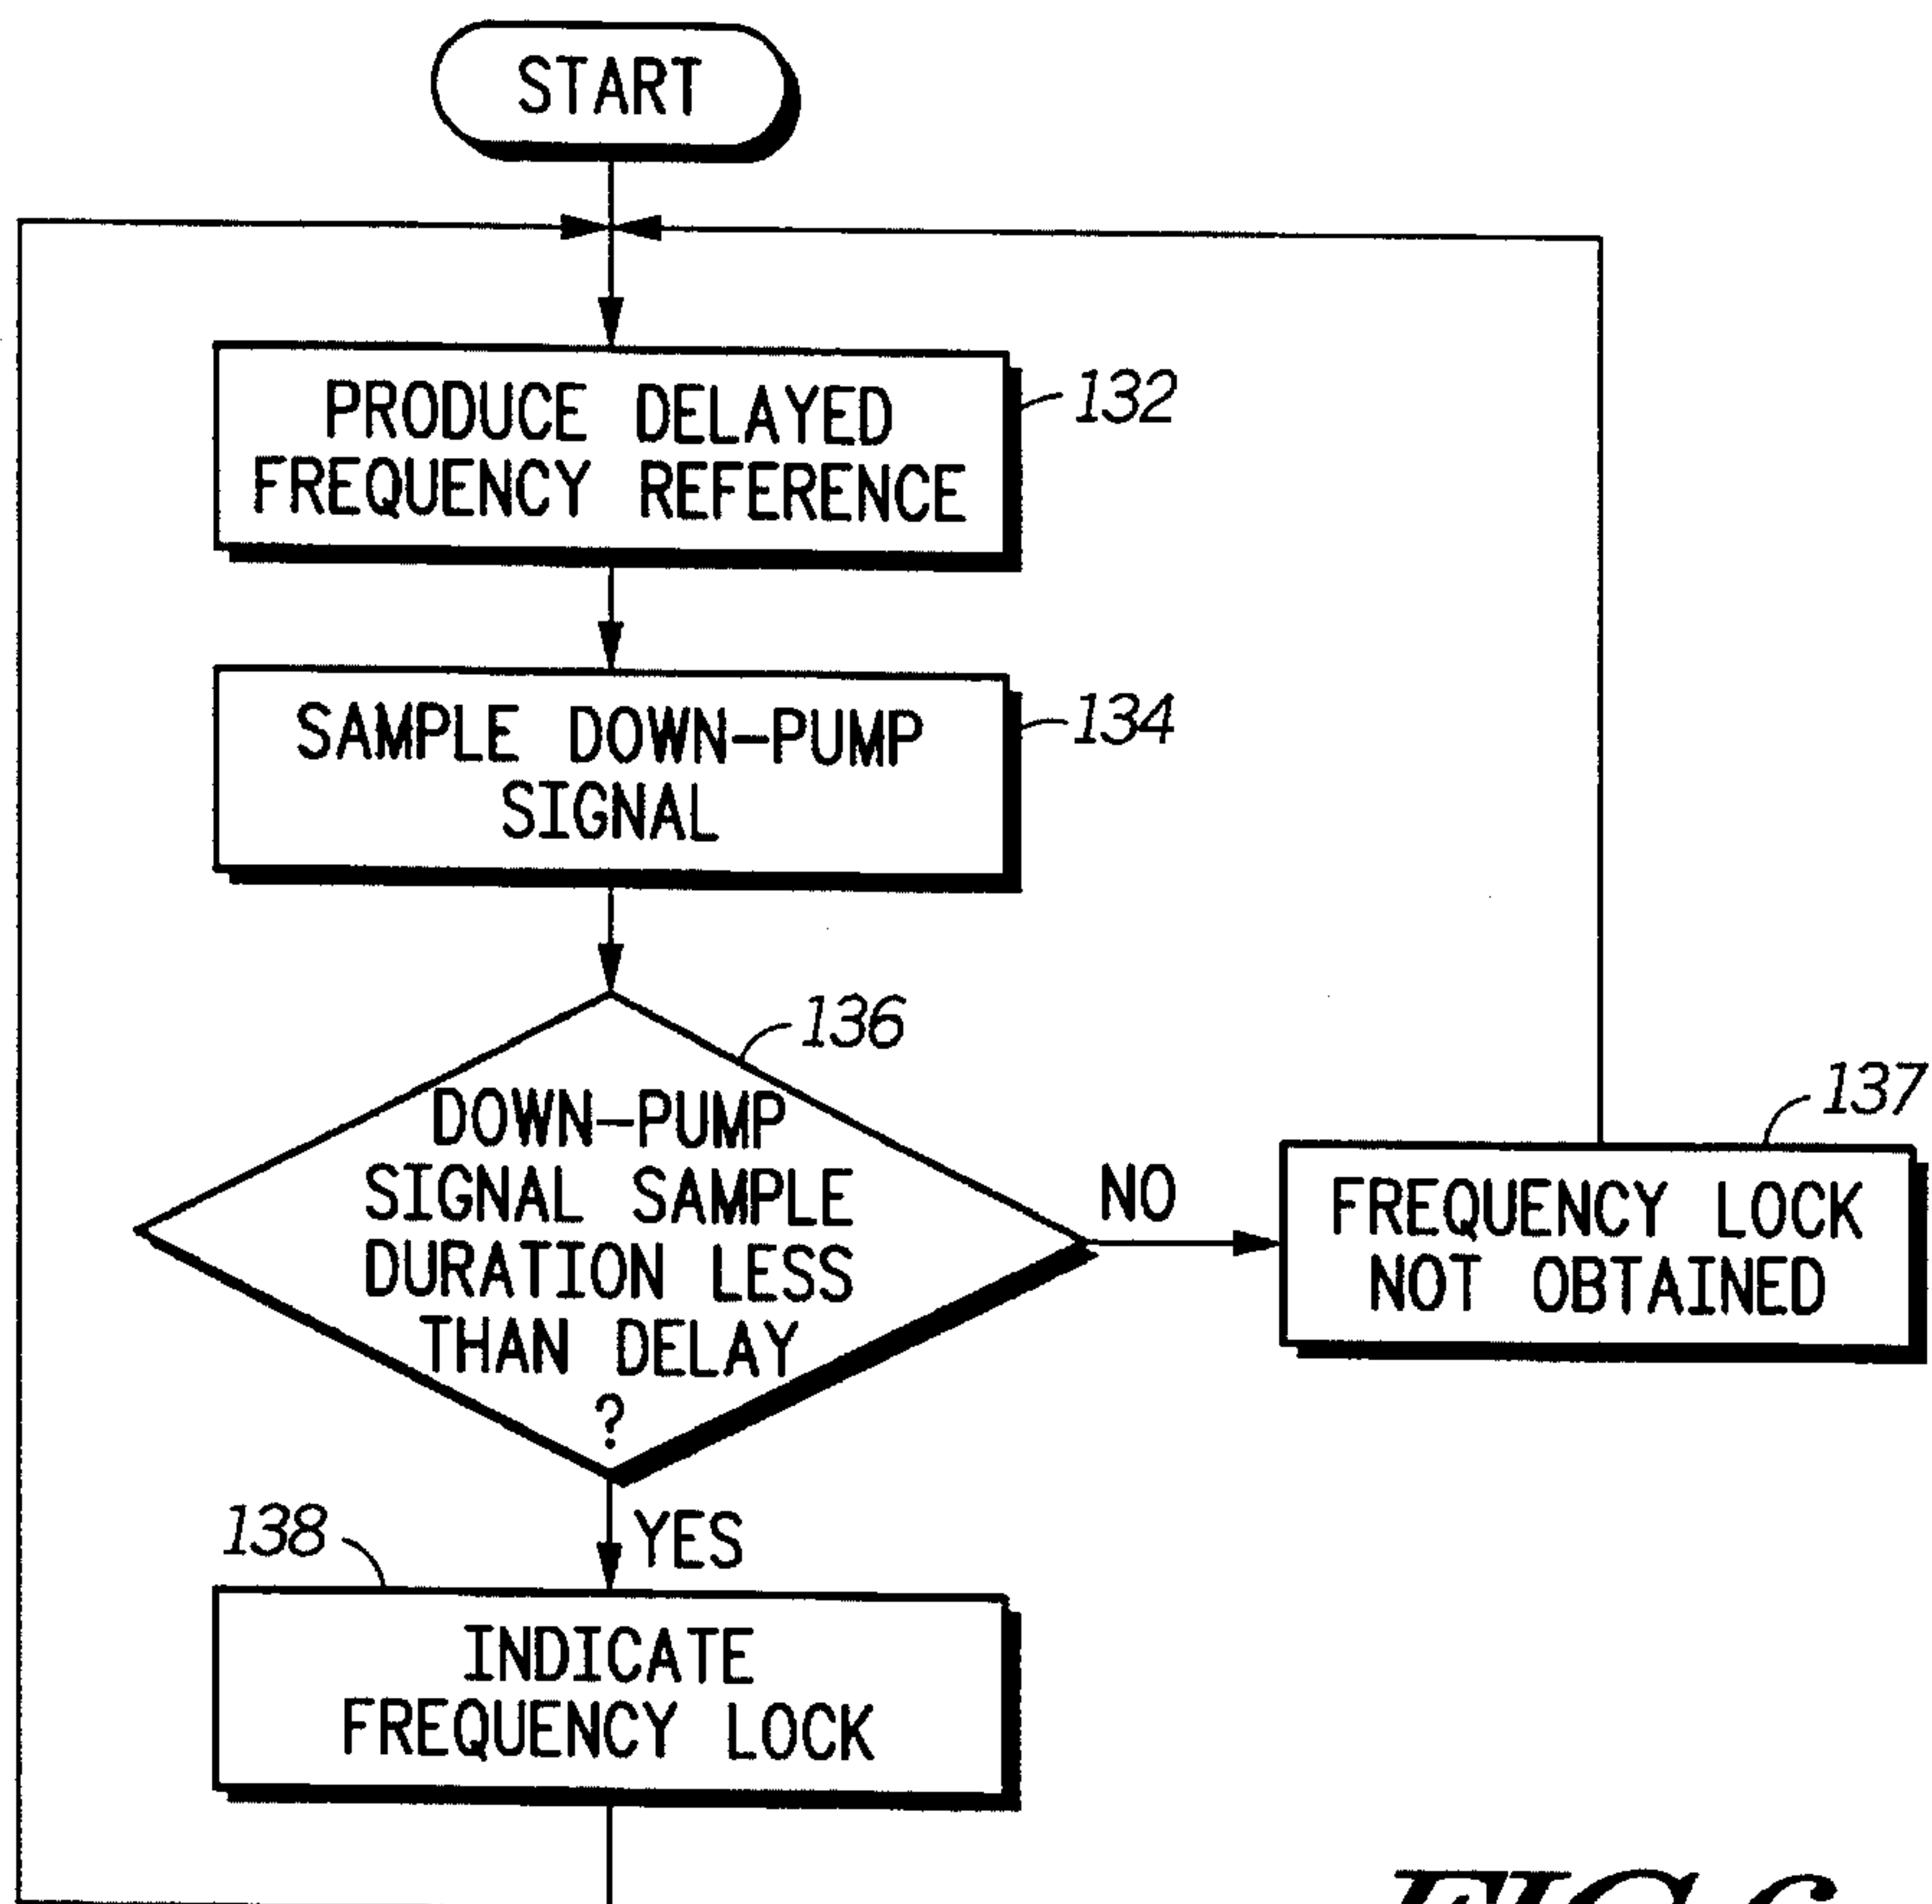 START
PRODUCE DELAYED
FREQUENCY REFERENCE
132
SAMPLE DOWN-PUMP
SIGNAL
134
136
DOWN-PUMP
SIGNAL SAMPLE
DURATION LESS
THAN DELAY
?
NO
137
FREQUENCY LOCK
NOT OBTAINED
YES
138
INDICATE
FREQUENCY LOCK